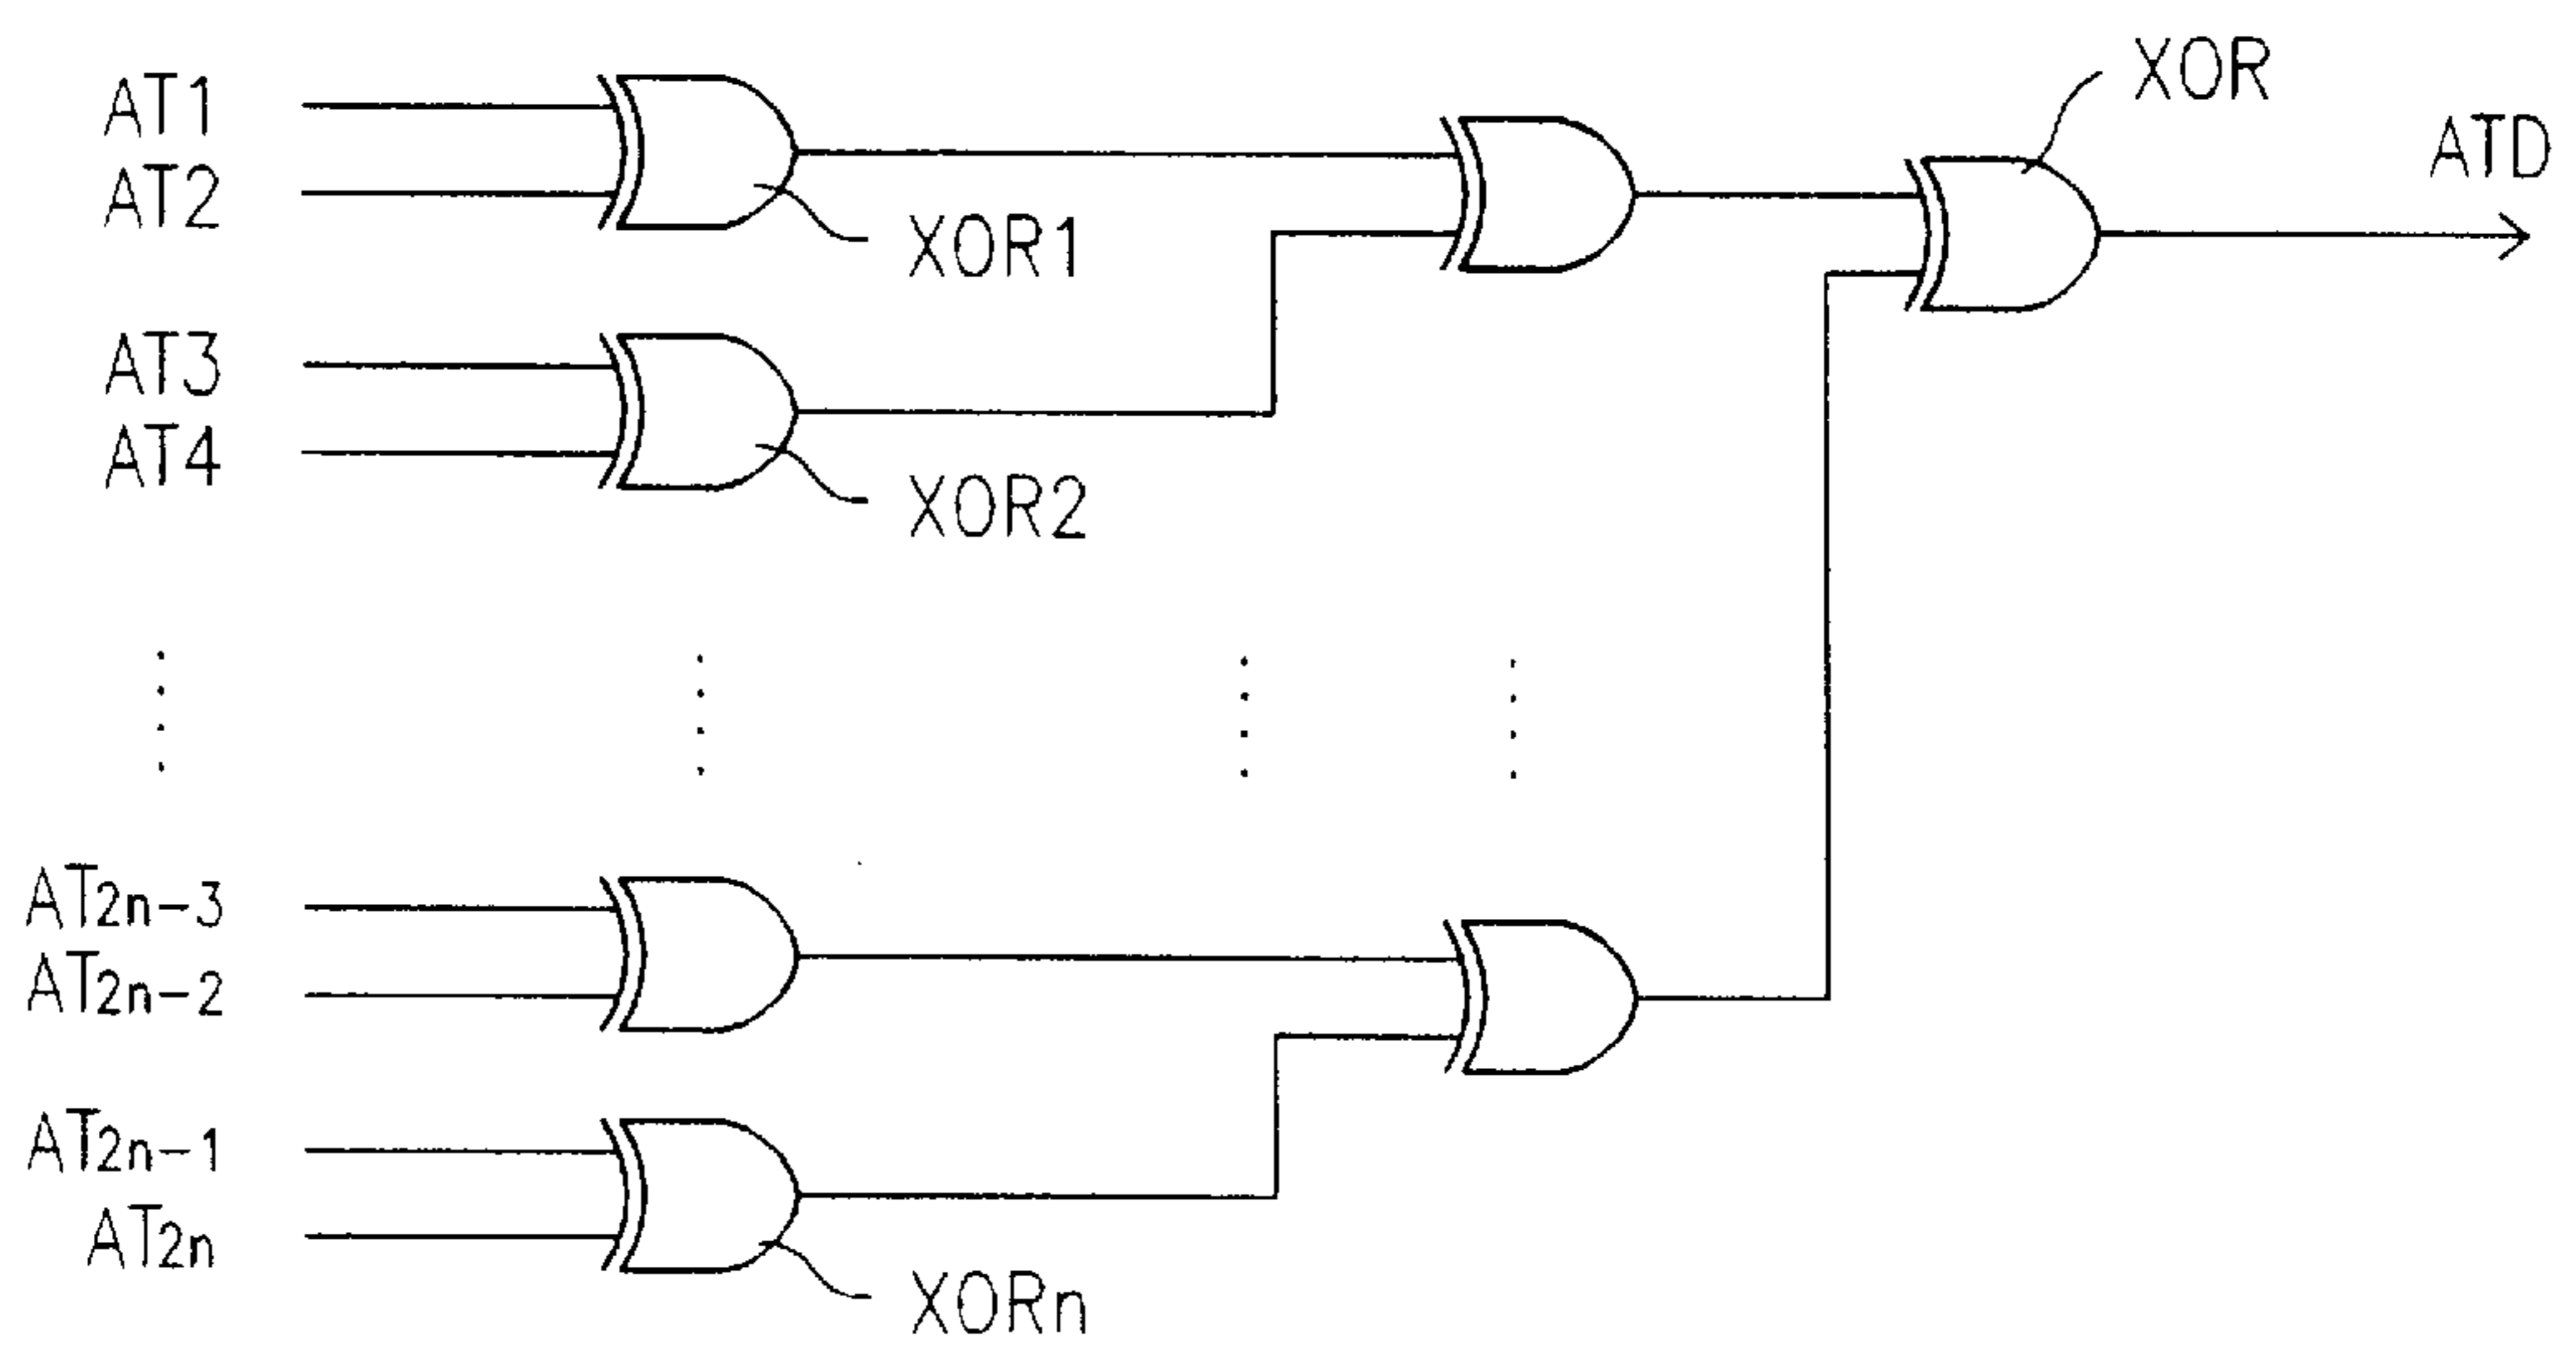 XOR
AT1
ATD
AT2
XOR1
AT3
AT4
XOR2
AT2n-3
AT2n-2
AT2n-1
AT2n
XORn